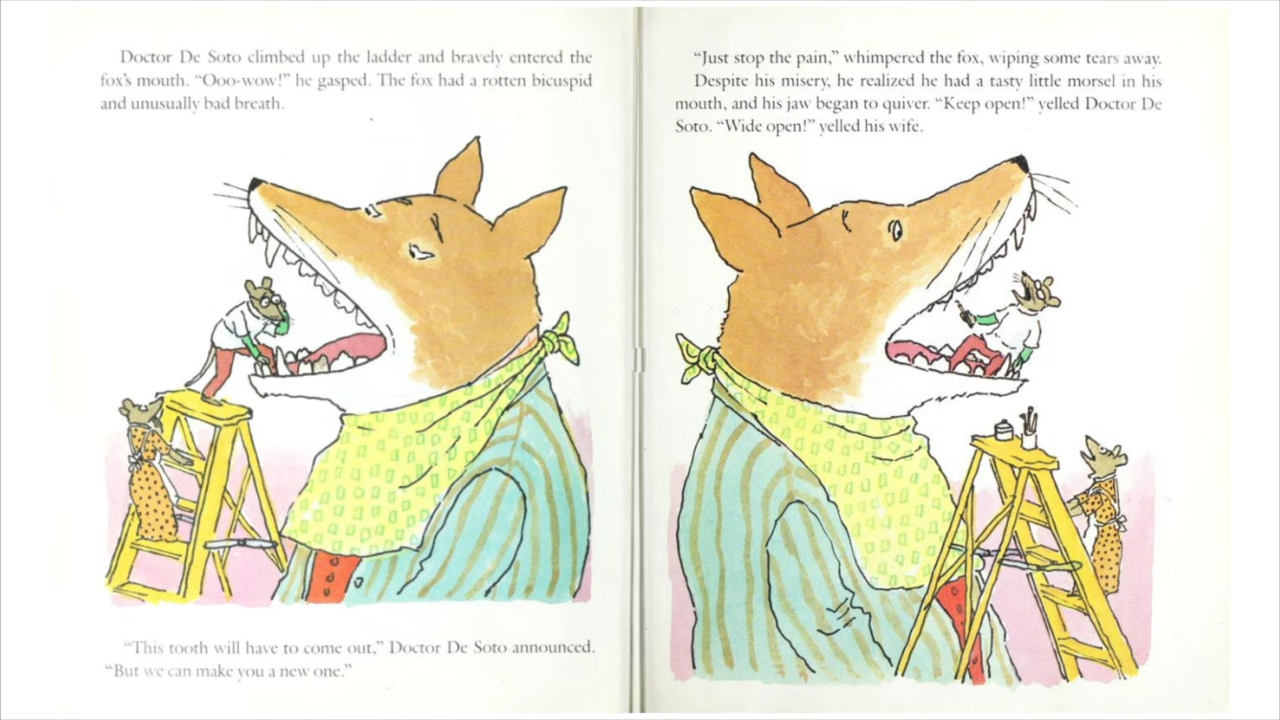 Doctor De Soto climbed up the ladder and bravely entered the
fox's mouth. “Ooo-wow!” he gasped. The fox had a rotten bicuspid
and unusually bad breath.
“This tooth will have to come out,” Doctor De Soto announced.
“But we can make you a new one.”
“Just stop the pain,” whimpered the fox, wiping some tears away.
Despite his misery, he realized he had a tasty little morsel in his
mouth, and his jaw began to quiver. “Keep open!” yelled Doctor De
Soto. “Wide open!” yelled his wife.